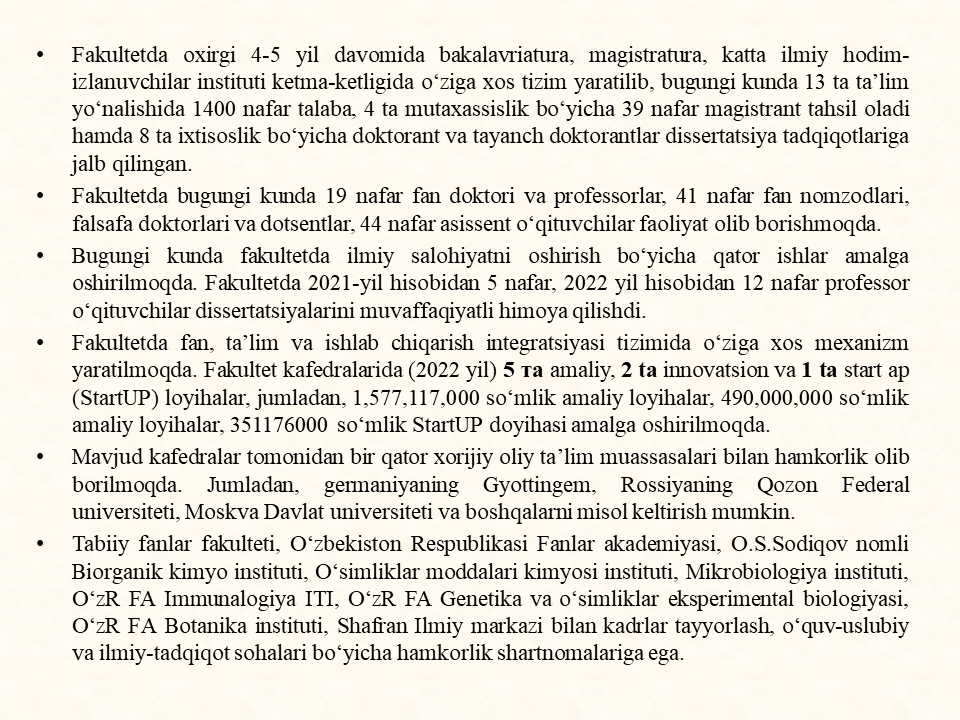 • Fakultetda oxirgi 4-5 yil davomida bakalavriatura, magistratura, katta ilmiy hodim-
izlanuvchilar instituti ketma-ketligida o‘ziga xos tizim yaratilib, bugungi kunda 13 ta ta’lim
yo‘nalishida 1400 nafar talaba, 4 ta mutaxassislik bo‘yicha 39 nafar magistrant tahsil oladi
hamda 8 ta ixtisoslik bo‘yicha doktorant va tayanch doktorantlar dissertatsiya tadqiqotlariga
jalb qilingan.
• Fakultetda bugungi kunda 19 nafar fan doktori va professorlar, 41 nafar fan nomzodlari,
falsafa doktorlari va dotsentlar, 44 nafar asissent o‘qituvchilar faoliyat olib borishmoqda.
• Bugungi kunda fakultetda ilmiy salohiyatni oshirish bo‘yicha qator ishlar amalga
oshirilmoqda. Fakultetda 2021-yil hisobidan 5 nafar, 2022 yil hisobidan 12 nafar professor
o‘qituvchilar dissertatsiyalarini muvaffaqiyatli himoya qilishdi.
• Fakultetda fan, ta’lim va ishlab chiqarish integratsiyasi tizimida o‘ziga xos mexanizm
yaratilmoqda. Fakultet kafedralarida (2022 yil) 5 та amaliy, 2 ta innovatsion va 1 ta start ap
(StartUP) loyihalar, jumladan, 1,577,117,000 so‘mlik amaliy loyihalar, 490,000,000 so‘mlik
amaliy loyihalar, 351176000 so‘mlik StartUP doyihasi amalga oshirilmoqda.
• Mavjud kafedralar tomonidan bir qator xorijiy oliy ta’lim muassasalari bilan hamkorlik olib
borilmoqda. Jumladan, germaniyaning Gyottingem, Rossiyaning Qozon Federal
universiteti, Moskva Davlat universiteti va boshqalarni misol keltirish mumkin.
• Tabiiy fanlar fakulteti, O‘zbekiston Respublikasi Fanlar akademiyasi, O.S.Sodiqov nomli
Biorganik kimyo instituti, O‘simliklar moddalari kimyosi instituti, Mikrobiologiya instituti,
O‘zR FA Immunalogiya ITI, O‘zR FA Genetika va o‘simliklar eksperimental biologiyasi,
O‘zR FA Botanika instituti, Shafran Ilmiy markazi bilan kadrlar tayyorlash, o‘quv-uslubiy
va ilmiy-tadqiqot sohalari bo‘yicha hamkorlik shartnomalariga ega.